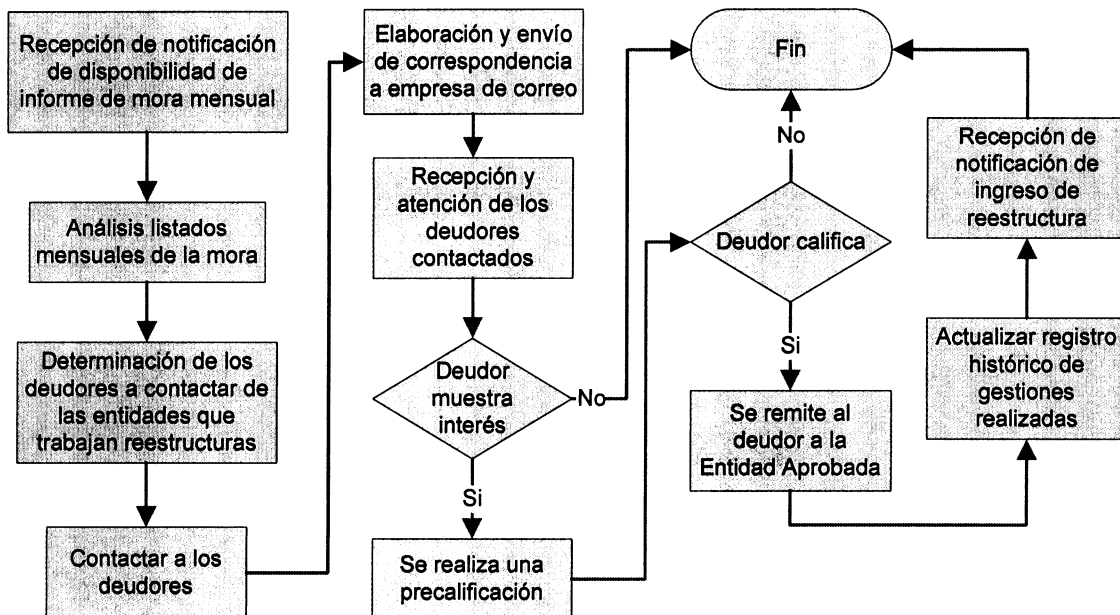 Recepción de notificación
de disponibilidad de
informe de mora mensual
Análisis listados
mensuales de la mora
Determinación de los
deudores a contactar de
las entidades que
trabajan reestructuras
Contactar a los
deudores
Elaboración y envío
de correspondencia
a empresa de correo
Recepción y
atención de los
deudores
contactados
Deudor
muestra
interés
No
Si
Se realiza una
precalificación
Fin
No
Deudor califica
Si
Se remite al
deudor a la
Entidad Aprobada
Recepción de
notificación de
ingreso de
reestructura
Actualizar registro
histórico de
gestiones
realizadas